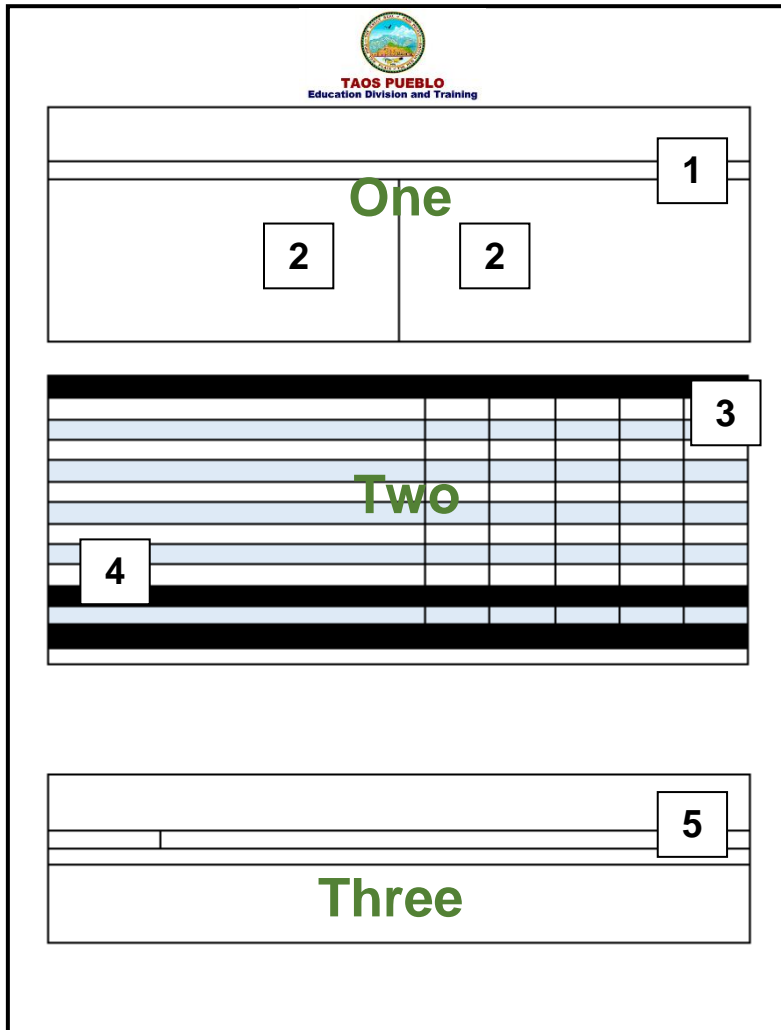 TAOS PUEBLO
Education Division and Training
1
One
2 2
3
Two
4
5
Three